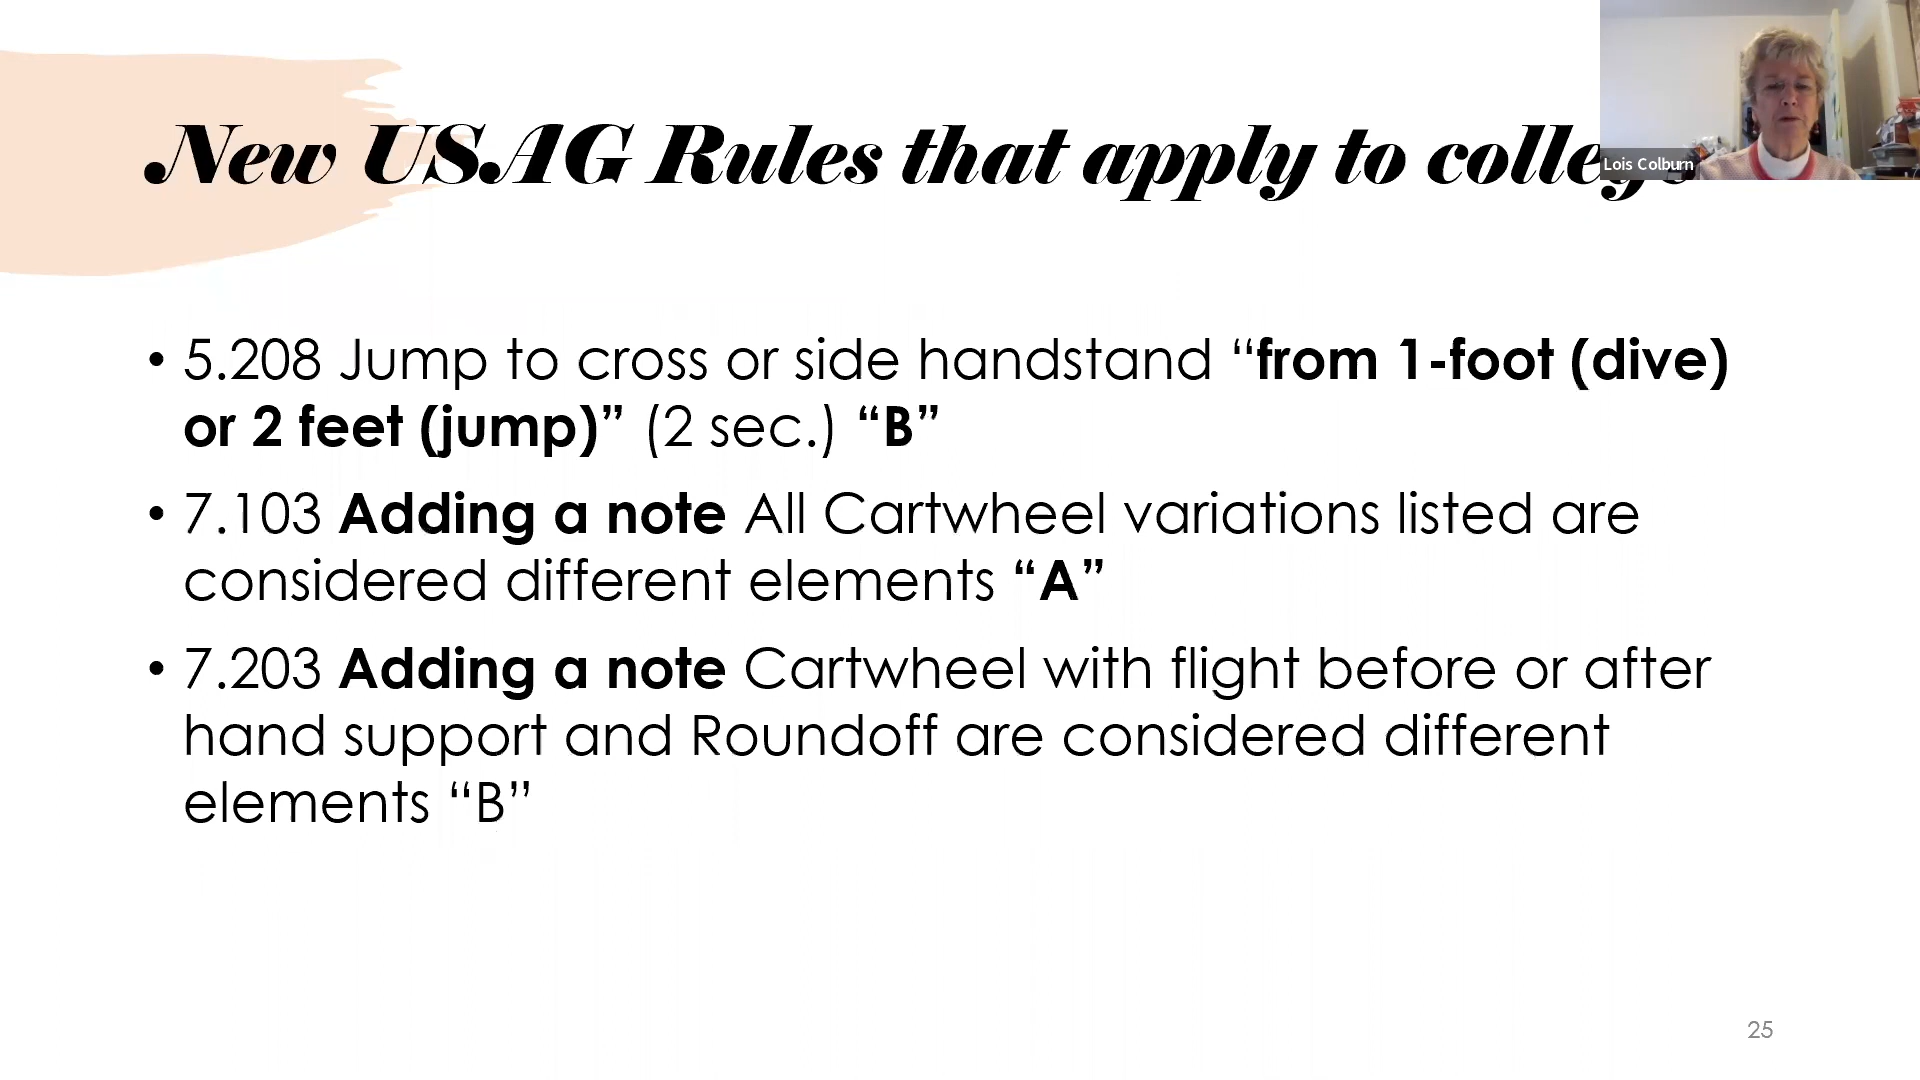 New USAG Rules that apply to college
Lois Colburn
• 5.208 Jump to cross or side handstand “from 1-foot (dive)
or 2 feet (jump)” (2 sec.) “B”
• 7.103 Adding a note All Cartwheel variations listed are
considered different elements “A”
• 7.203 Adding a note Cartwheel with flight before or after
hand support and Roundoff are considered different
elements “B”
25